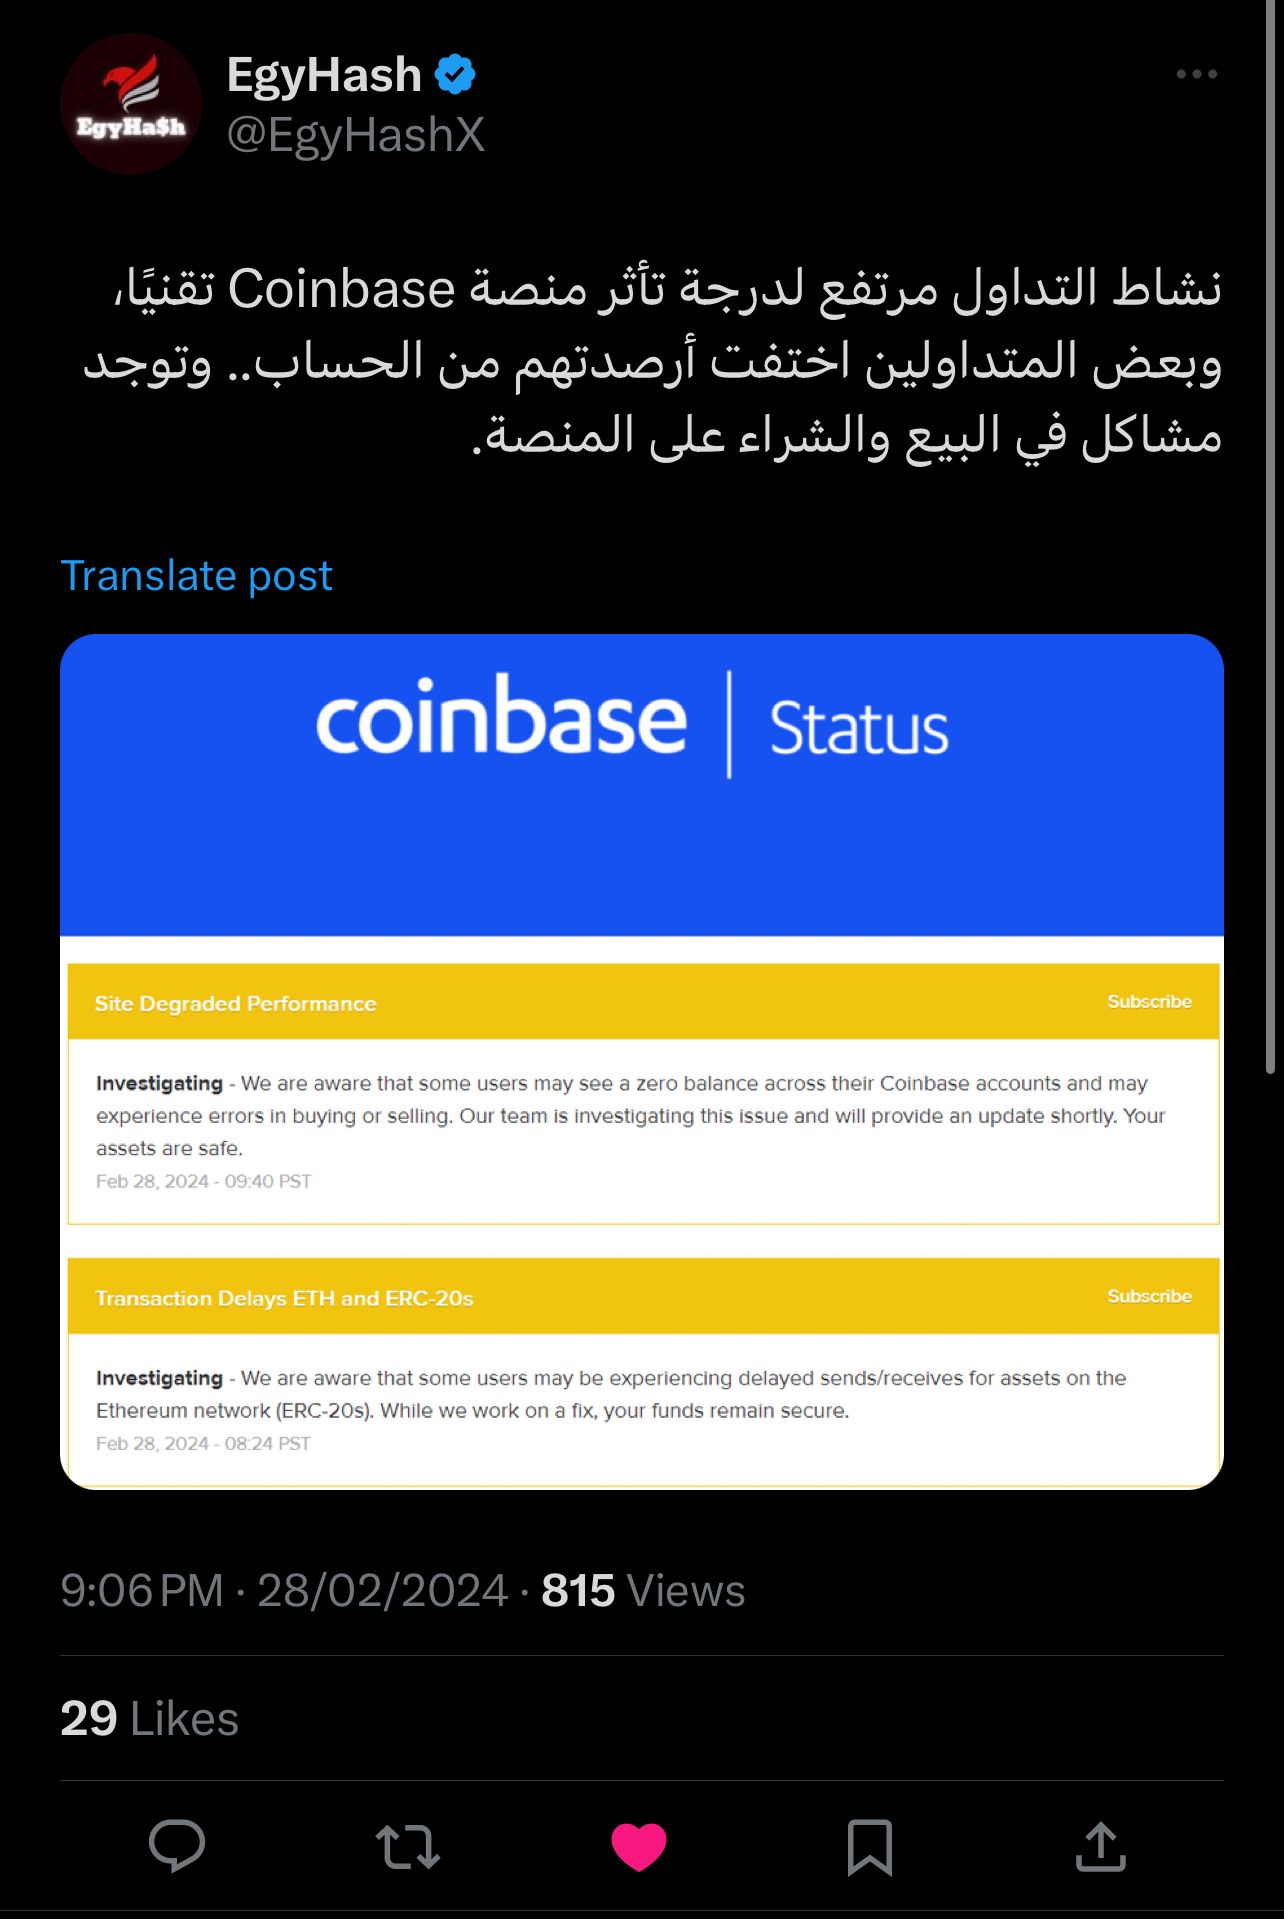 EgyHash
@EgyHashX
EgyHa$h
نشاط التداول مرتفع لدرجة تأثر منصة Coinbase تقنيًا،
وبعض المتداولين اختفت أرصدتهم من الحساب.. وتوجد
مشاكل في البيع والشراء على المنصة.
Translate post
coinbase | Status
Site Degraded Performance Subscribe
Investigating - We are aware that some users may see a zero balance across their Coinbase accounts and may
experience errors in buying or selling. Our team is investigating this issue and will provide an update shortly. Your
assets are safe.
Feb 28, 2024 - 09:40 PST
Transaction Delays ETH and ERC-20s Subscribe
Investigating - We are aware that some users may be experiencing delayed sends/receives for assets on the
Ethereum network (ERC-20s). While we work on a fix, your funds remain secure.
Feb 28, 2024 - 08:24 PST
9:06 PM · 28/02/2024 · 815 Views
29 Likes